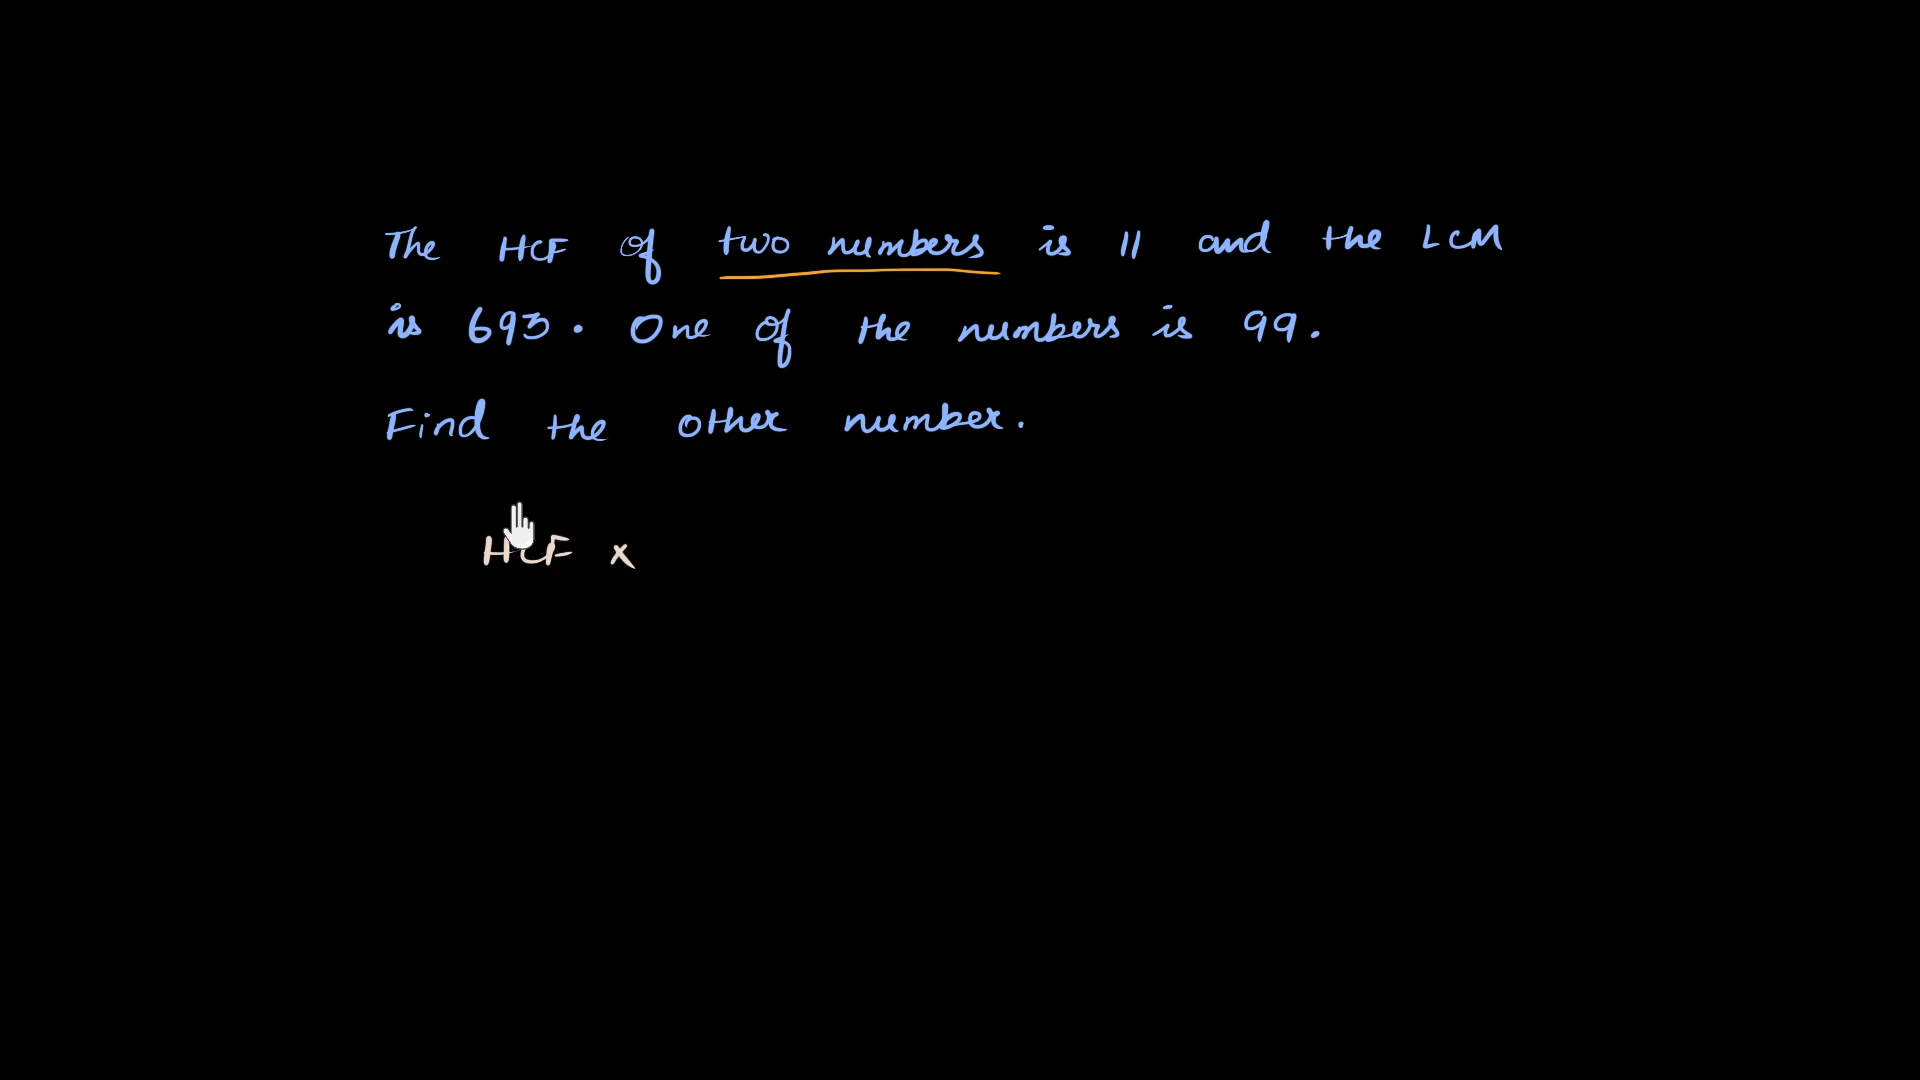 The HCF of two numbers is 11 and the LCM
is 693. One of the numbers is 99.
Find the other number.
HCF x